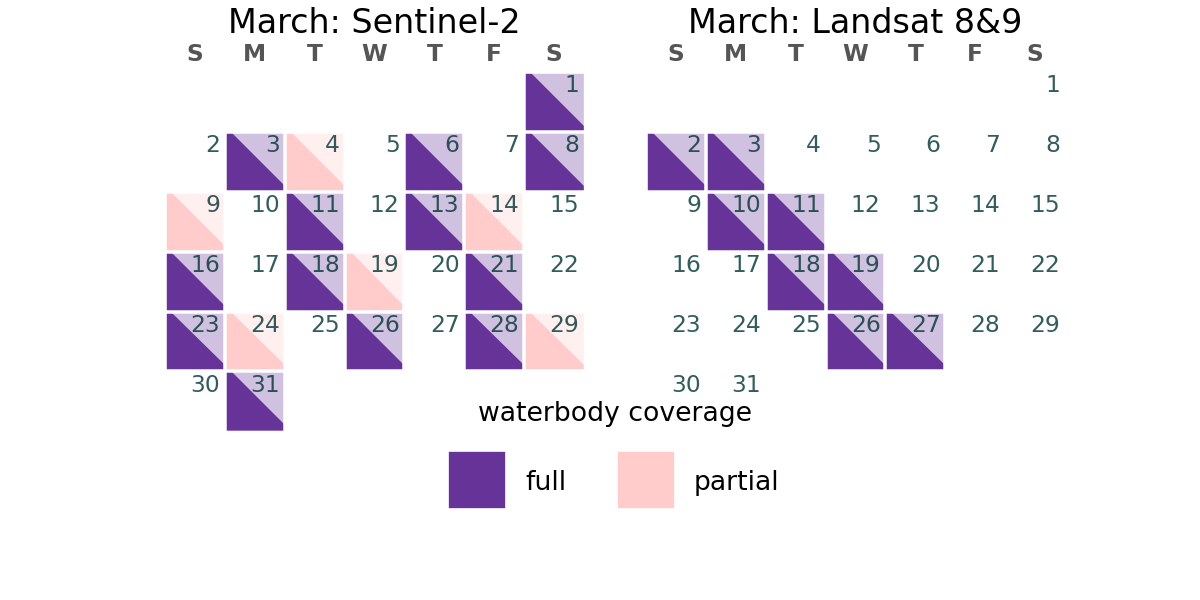 March: Sentinel-2
S M T W T F S
1
2 3 4 5 6 7 8
9 10 11 12 13 14 15
16 17 18 19 20 21 22
23 24 25 26 27 28 29
30 31
March: Landsat 8&9
S M T W T F S
1
2 3 4 5 6 7 8
9 10 11 12 13 14 15
16 17 18 19 20 21 22
23 24 25 26 27 28 29
30 31
waterbody coverage
full
partial